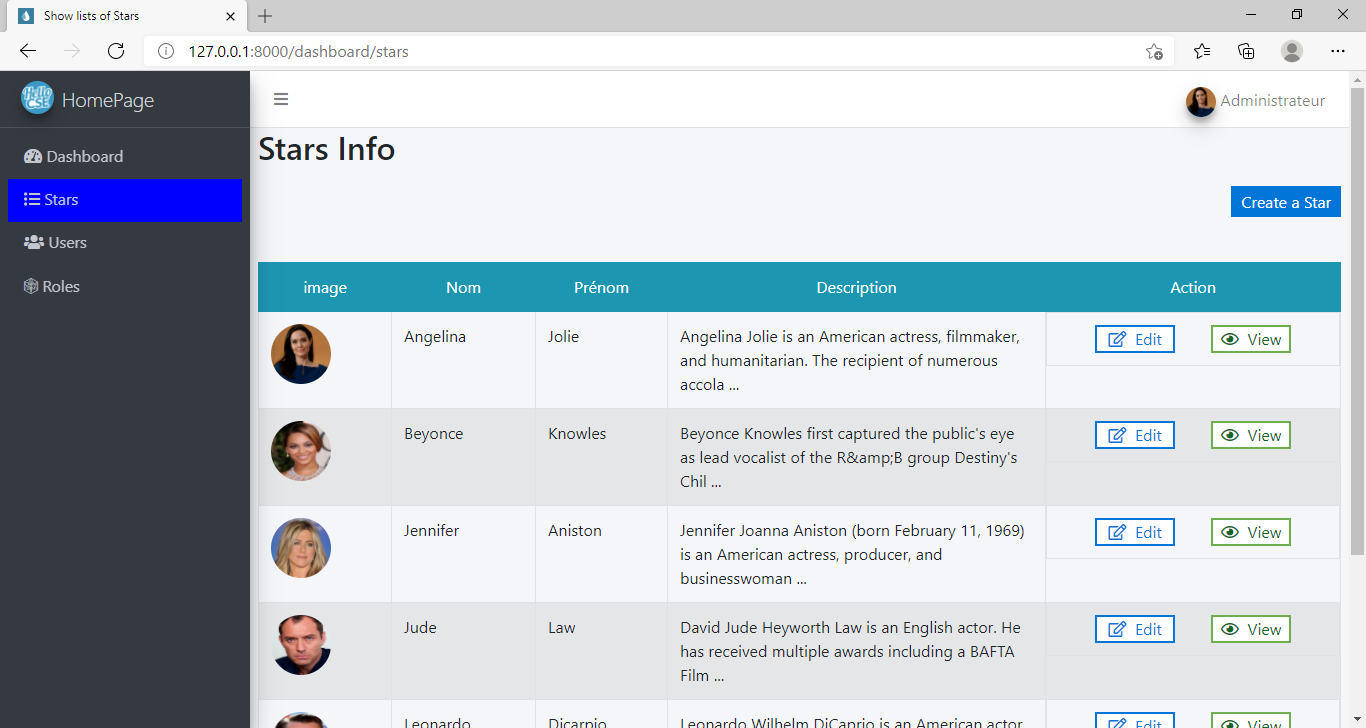 Show lists of Stars
127.0.0.1:8000/dashboard/stars
Hello CSE
HomePage
Administrateur
Dashboard
Stars
Users
Roles
Stars Info
Create a Star
image Nom Prénom Description Action
Angelina Jolie Angelina Jolie is an American actress, filmmaker, Edit View
and humanitarian. The recipient of numerous
accola ...
Beyonce Knowles Beyonce Knowles first captured the public's eye Edit View
as lead vocalist of the R&amp;B group Destiny's
Chil ...
Jennifer Aniston Jennifer Joanna Aniston (born February 11, 1969) Edit View
is an American actress, producer, and
businesswoman ...
Jude Law David Jude Heyworth Law is an English actor. He Edit View
has received multiple awards including a BAFTA
Film ...
Leonardo Dicaprio Leonardo Wilhelm DiCaprio is an American actor Edit View